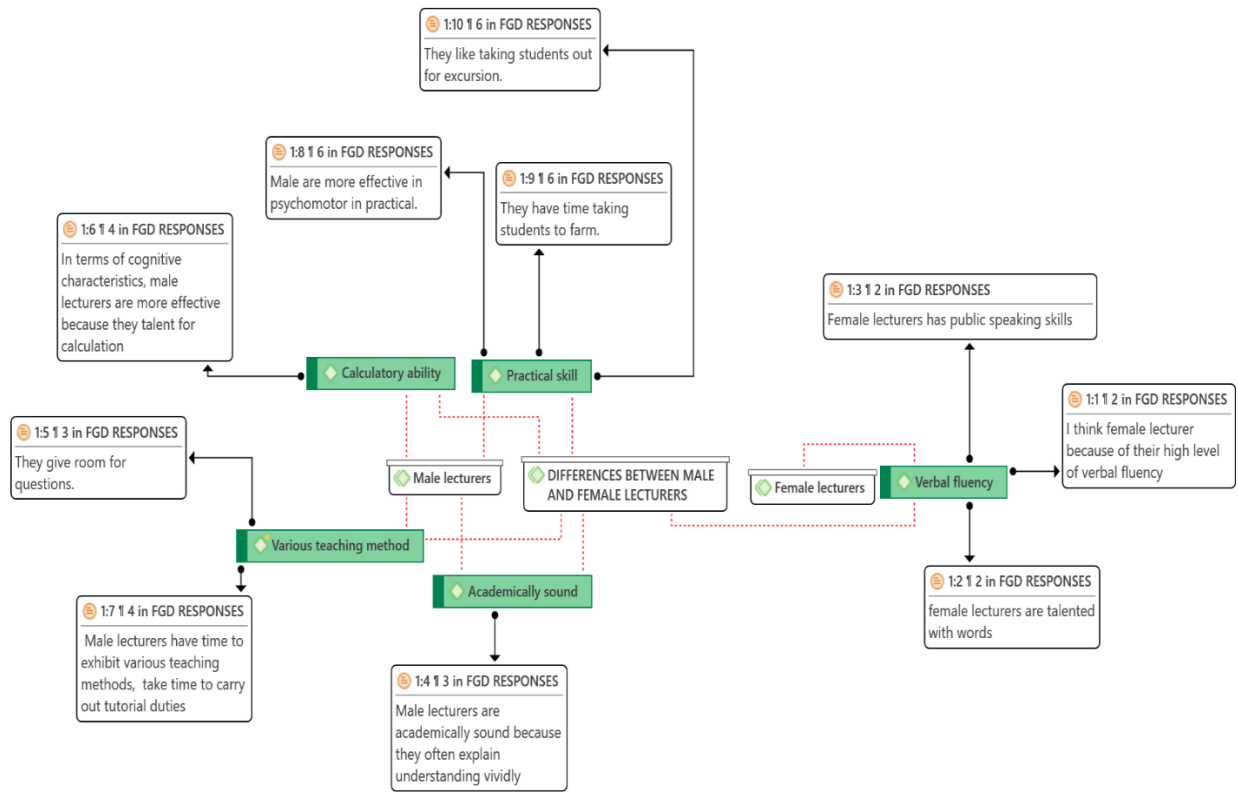 1:10 ¶ 6 in FGD RESPONSES
They like taking students out
for excursion.
1:8 ¶ 6 in FGD RESPONSES
Male are more effective in
psychomotor in practical.
1:9 ¶ 6 in FGD RESPONSES
They have time taking
students to farm.
1:6 ¶ 4 in FGD RESPONSES
In terms of cognitive
characteristics, male
lecturers are more effective
because they talent for
calculation
1:3 ¶ 2 in FGD RESPONSES
Female lecturers has public speaking skills
Calculatory ability
Practical skill
1:1 ¶ 2 in FGD RESPONSES
I think female lecturer
because of their high level
of verbal fluency
1:5 ¶ 3 in FGD RESPONSES
They give room for
questions.
Male lecturers
DIFFERENCES BETWEEN MALE
AND FEMALE LECTURERS
Female lecturers
Verbal fluency
Various teaching method
Academically sound
1:2 ¶ 2 in FGD RESPONSES
female lecturers are talented
with words
1:7 ¶ 4 in FGD RESPONSES
Male lecturers have time to
exhibit various teaching
methods, take time to carry
out tutorial duties
1:4 ¶ 3 in FGD RESPONSES
Male lecturers are
academically sound because
they often explain
understanding vividly